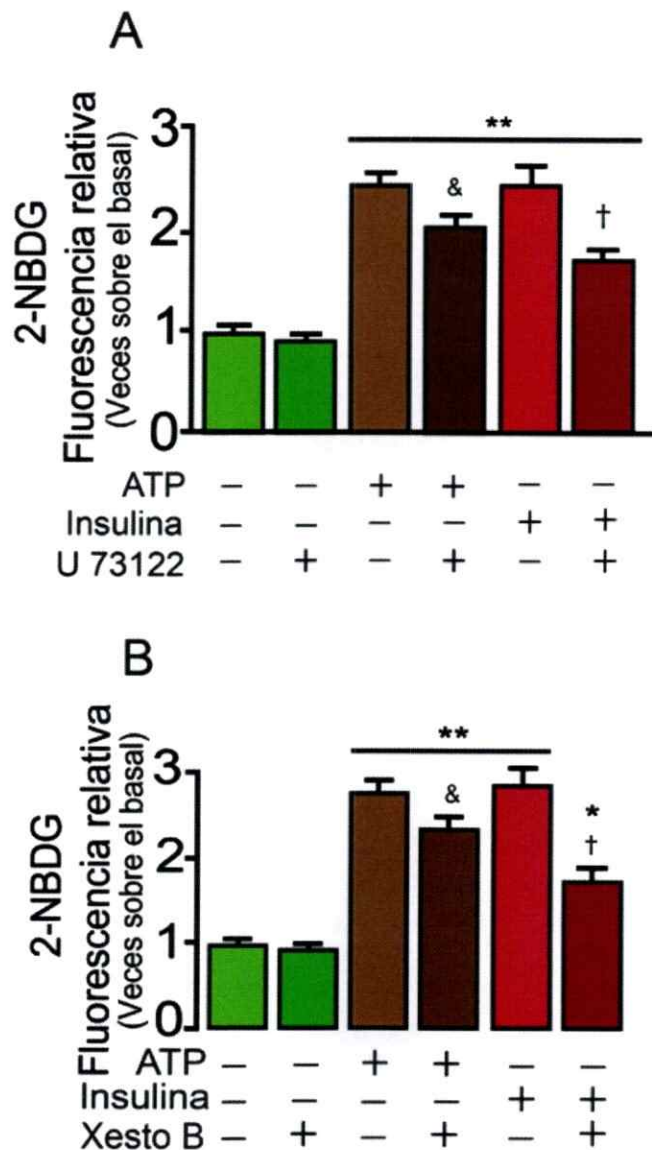 A
2-NBDG
Fluorescencia relativa
(Veces sobre el basal)
3
2
1
0
**
&
†
ATP – – + + – –
Insulina – – – – + +
U 73122 – + – + – +
B
2-NBDG
Fluorescencia relativa
(Veces sobre el basal)
3
2
1
0
**
&
*
†
ATP – – + + – –
Insulina – – – – + +
Xesto B – + – + – +